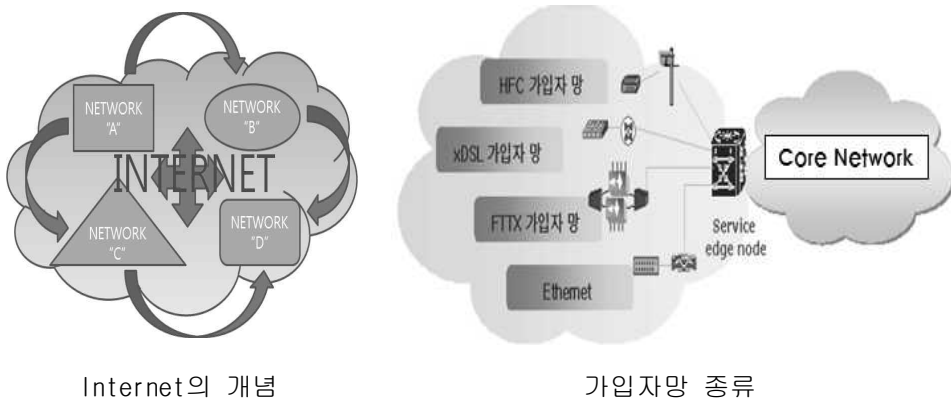 NETWORK
"A"
NETWORK
"B"
INTERNET
NETWORK
"C"
NETWORK
"D"
HFC 가입자 망
xDSL 가입자 망
FTTX 가입자 망
Ethernet
Service
edge node
Core Network
Internet의 개념
가입자망 종류